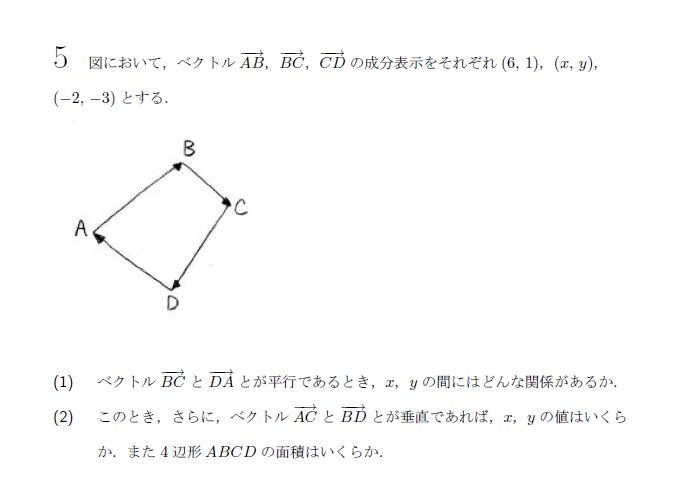 5 図において，ベクトル $\overrightarrow{AB}$，$\overrightarrow{BC}$，$\overrightarrow{CD}$ の成分表示をそれぞれ (6, 1)，(x, y)，
(−2, −3) とする．
B
C
A
D
(1) ベクトル $\overrightarrow{BC}$ と $\overrightarrow{DA}$ とが平行であるとき，x，y の間にはどんな関係があるか．
(2) このとき，さらに，ベクトル $\overrightarrow{AC}$ と $\overrightarrow{BD}$ とが垂直であれば，x，y の値はいくら
か．また 4 辺形 ABCD の面積はいくらか．